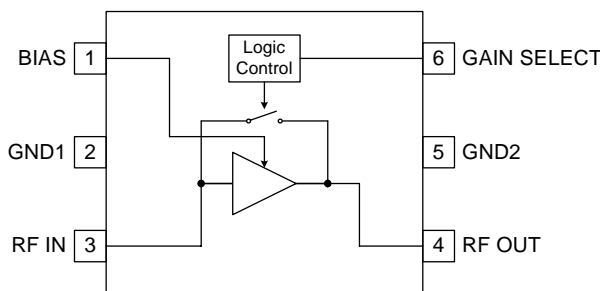 BIAS 1
GND1 2
RF IN 3
Logic
Control
6 GAIN SELECT
5 GND2
4 RF OUT